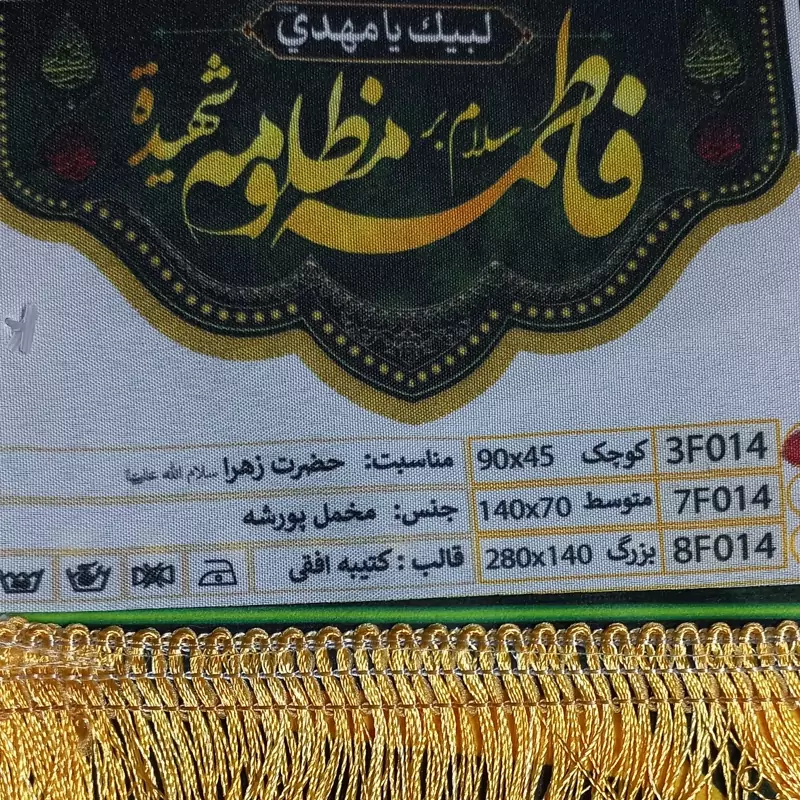 لبيك يا مهدي
سلام بر فاطمه مظلومه شهيدة
3F014 کوچک 90x45 مناسبت: حضرت زهرا سلام الله علیها
7F014 متوسط 140x70 جنس: مخمل پورشه
8F014 بزرگ 280x140 قالب : کتیبه افقی